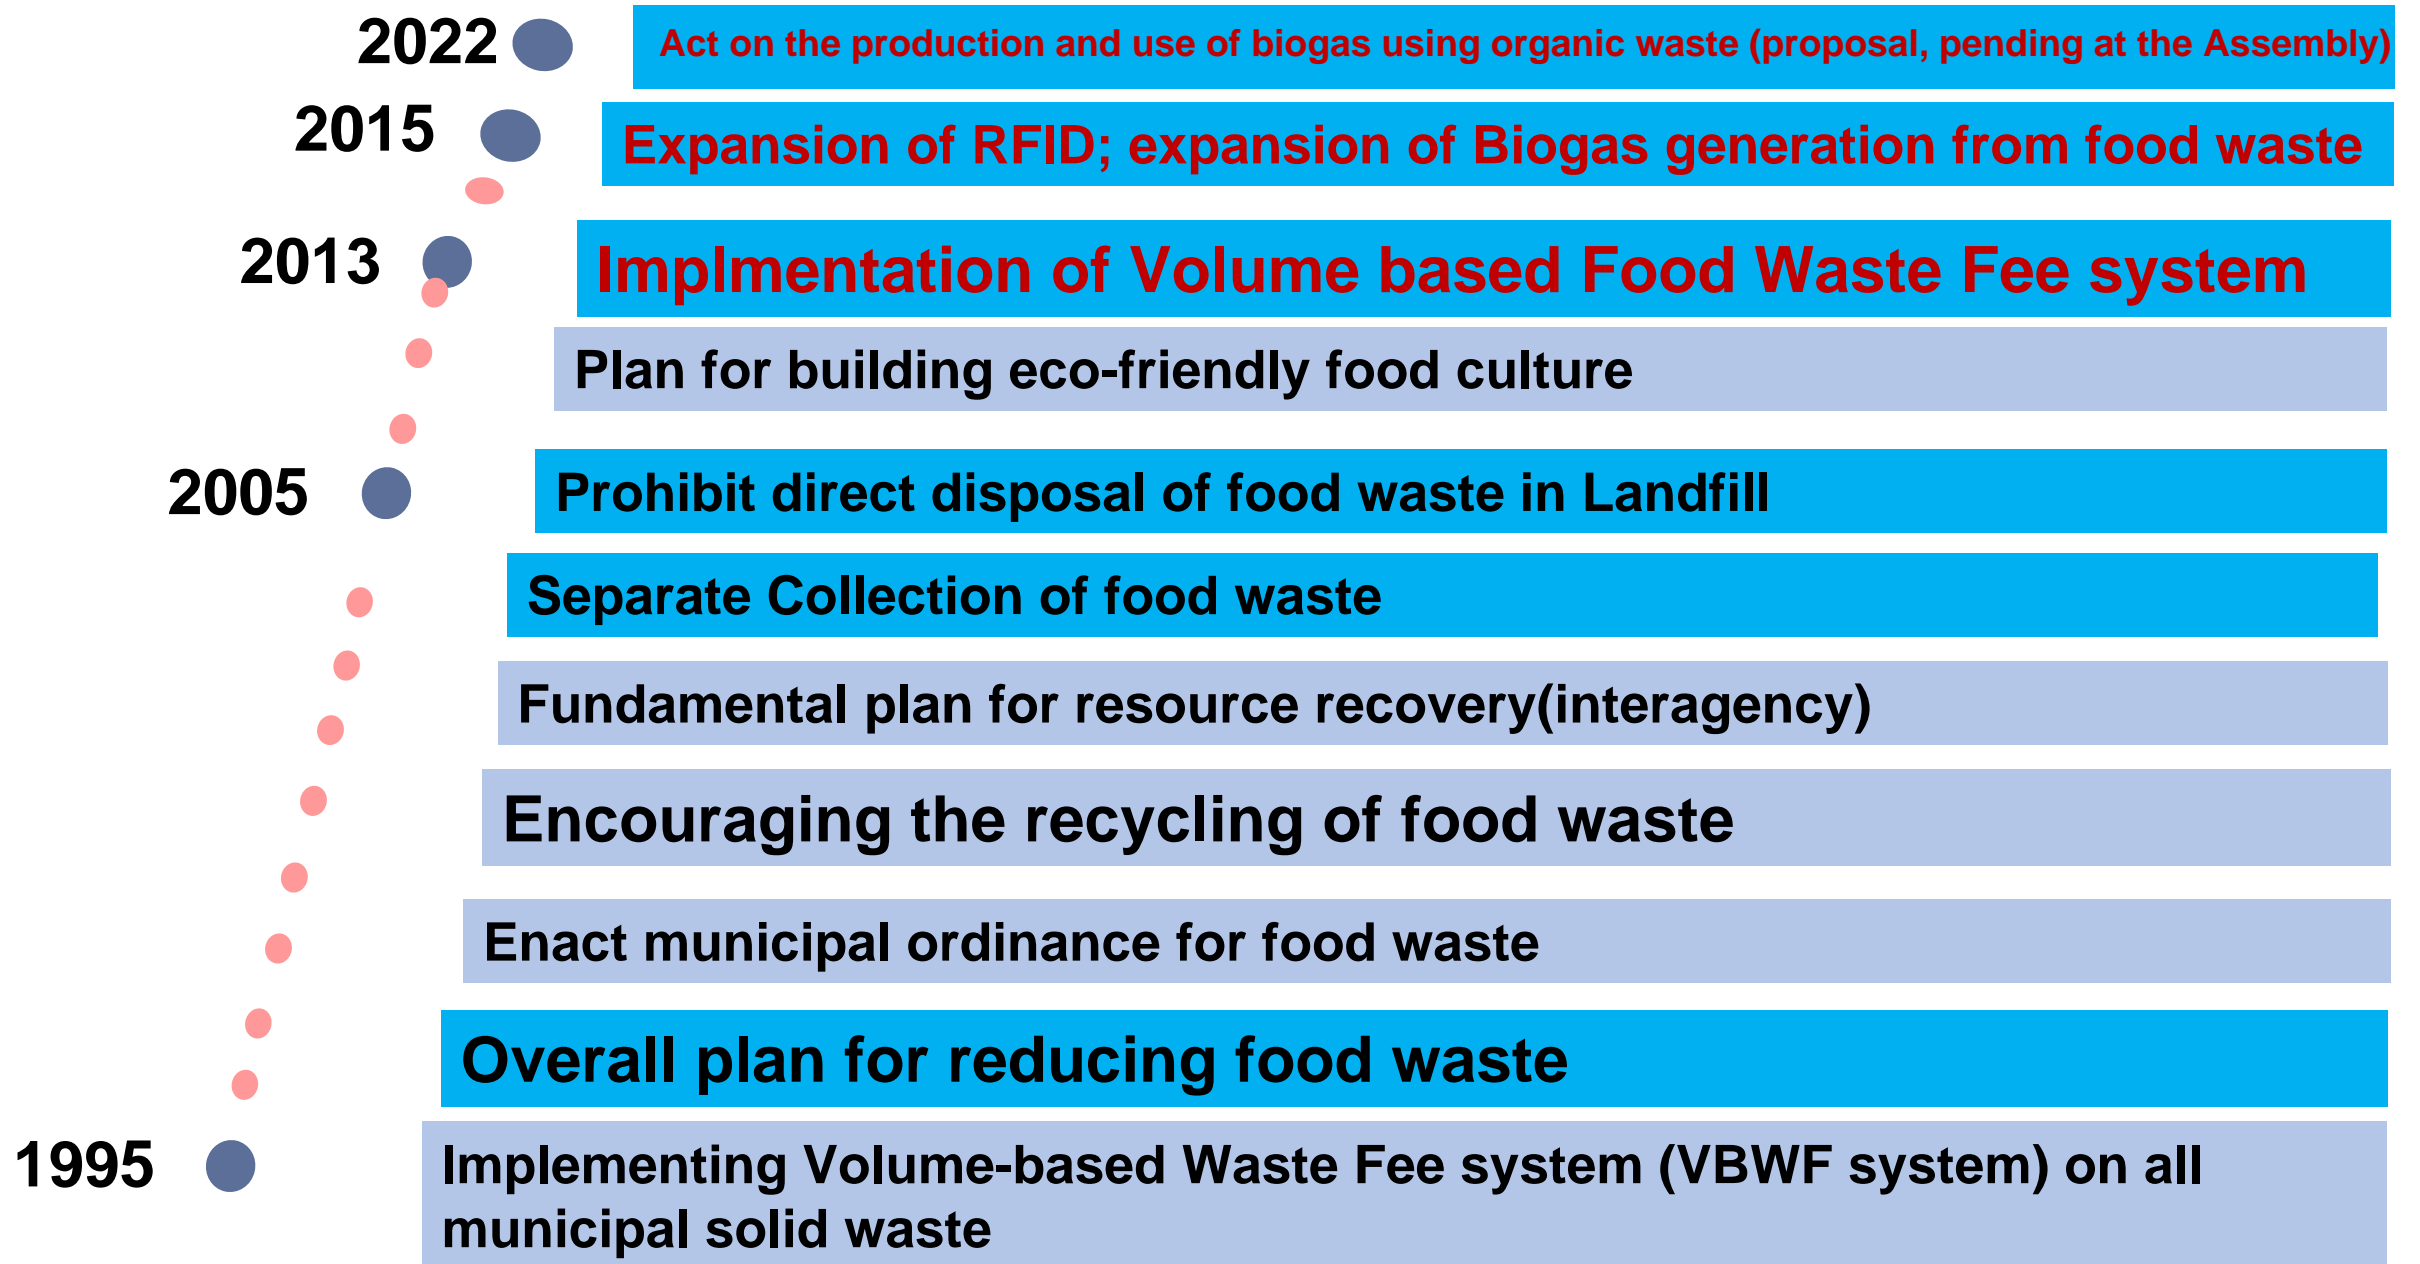 2022 Act on the production and use of biogas using organic waste (proposal, pending at the Assembly)
2015 Expansion of RFID; expansion of Biogas generation from food waste
2013 Implmentation of Volume based Food Waste Fee system
Plan for building eco-friendly food culture
2005 Prohibit direct disposal of food waste in Landfill
Separate Collection of food waste
Fundamental plan for resource recovery(interagency)
Encouraging the recycling of food waste
Enact municipal ordinance for food waste
Overall plan for reducing food waste
1995 Implementing Volume-based Waste Fee system (VBWF system) on all
municipal solid waste